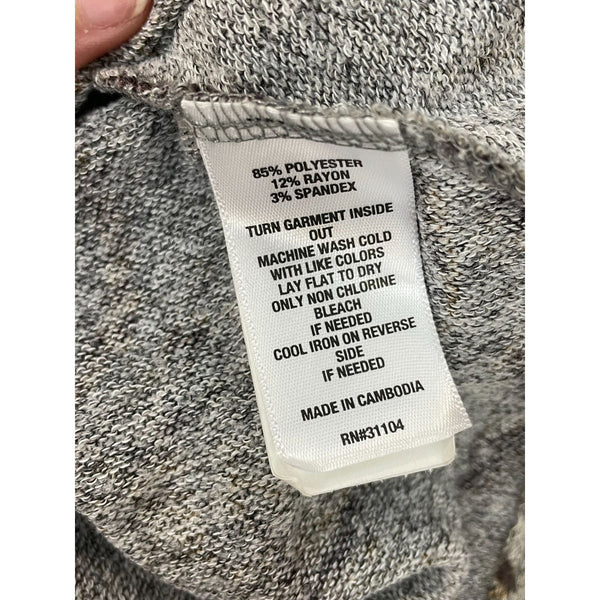 85% POLYESTER
12% RAYON
3% SPANDEX
TURN GARMENT INSIDE
OUT
MACHINE WASH COLD
WITH LIKE COLORS
LAY FLAT TO DRY
ONLY NON CHLORINE
BLEACH
IF NEEDED
COOL IRON ON REVERSE
SIDE
IF NEEDED
MADE IN CAMBODIA
RN#31104